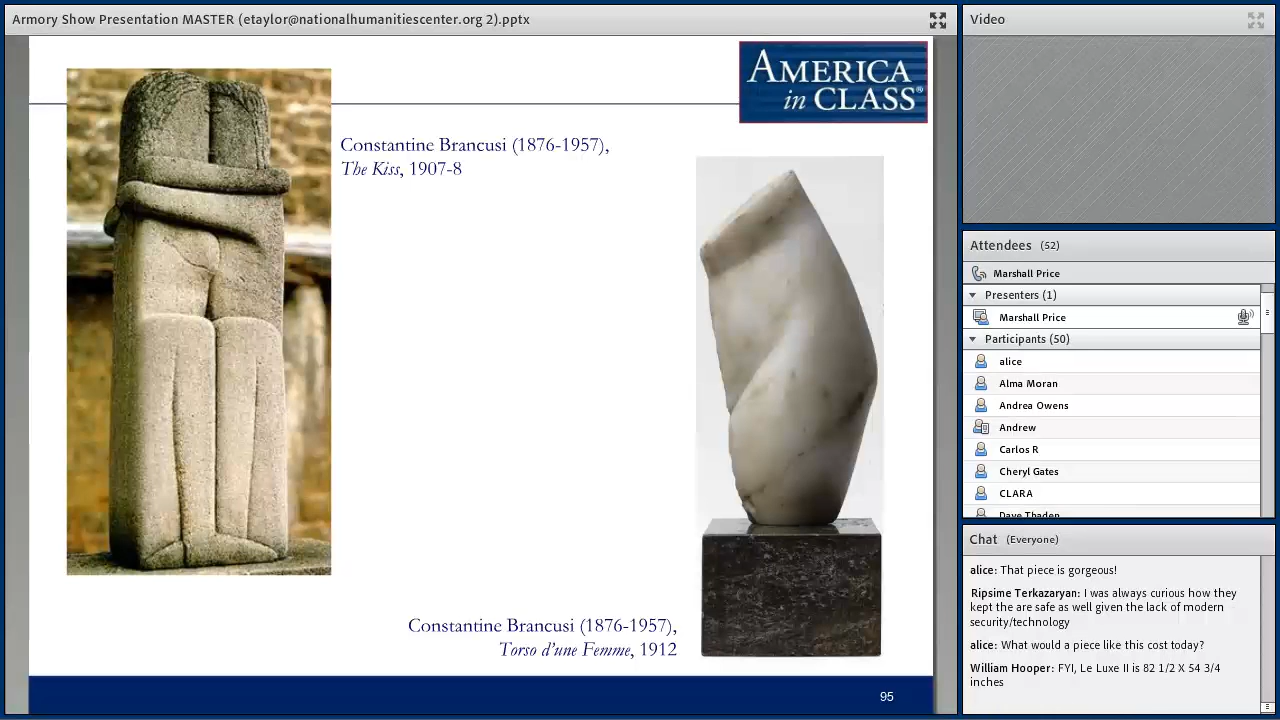 Armory Show Presentation MASTER (etaylor@nationalhumanitiescenter.org 2).pptx
AMERICA
in CLASS®
Constantine Brancusi (1876-1957),
The Kiss, 1907-8
Constantine Brancusi (1876-1957),
Torso d'une Femme, 1912
95
Video
Attendees (52)
Marshall Price
Presenters (1)
Marshall Price
Participants (50)
alice
Alma Moran
Andrea Owens
Andrew
Carlos R
Cheryl Gates
CLARA
Dave Thaden
Chat (Everyone)
alice: That piece is gorgeous!
Ripsime Terkazaryan: I was always curious how they
kept the are safe as well given the lack of modern
security/technology
alice: What would a piece like this cost today?
William Hooper: FYI, Le Luxe II is 82 1/2 X 54 3/4
inches